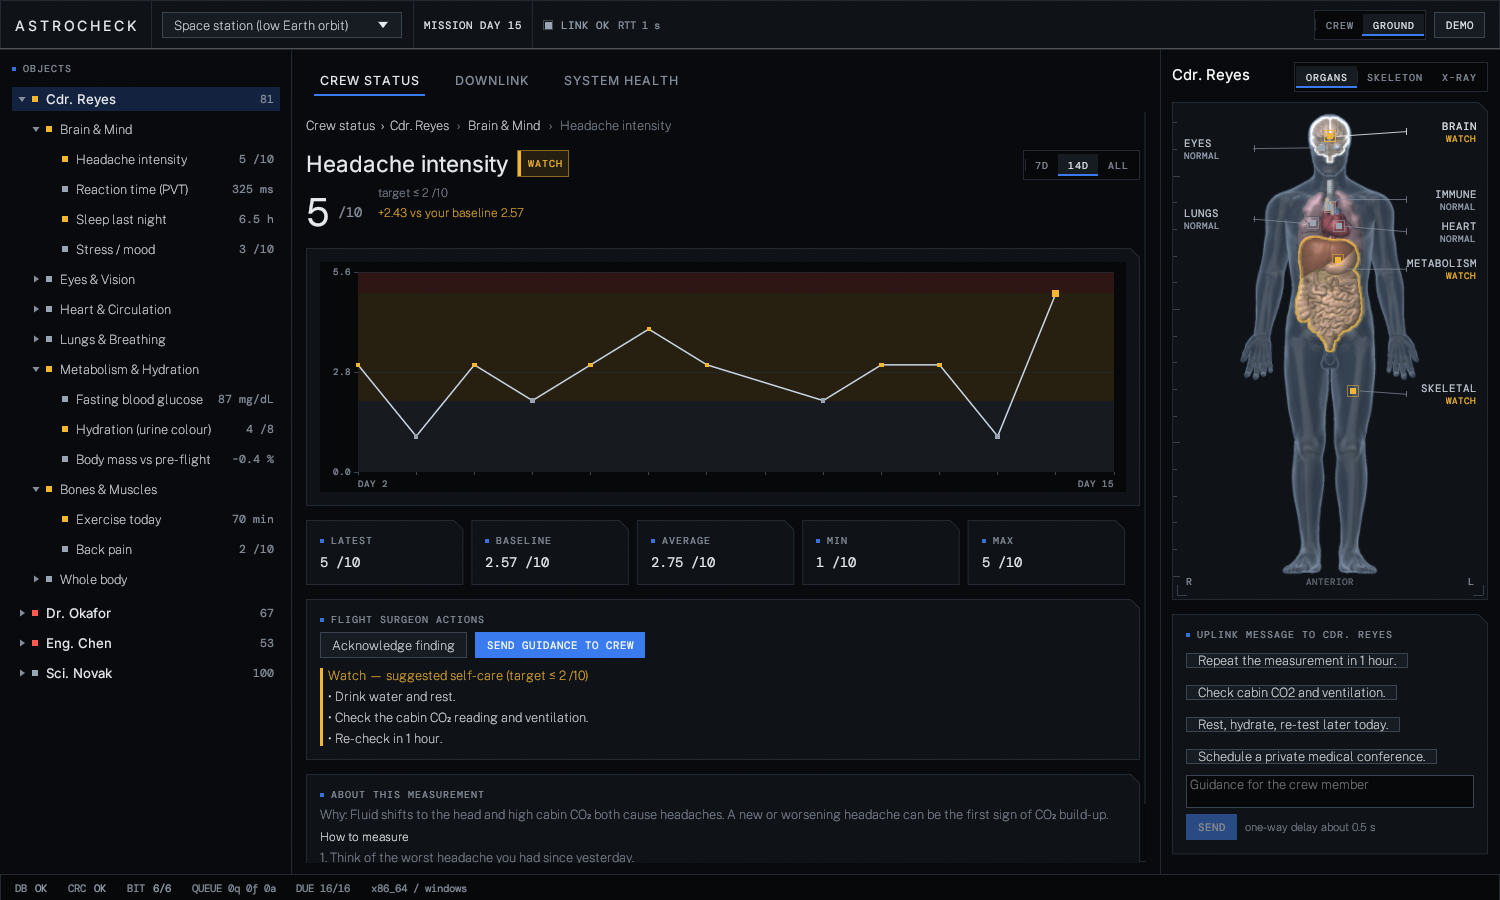 ASTROCHECK
Space station (low Earth orbit)
MISSION DAY 15
LINK OK RTT 1 s
CREW
GROUND
DEMO
OBJECTS
Cdr. Reyes 81
Brain & Mind
Headache intensity 5 /10
Reaction time (PVT) 325 ms
Sleep last night 6.5 h
Stress / mood 3 /10
Eyes & Vision
Heart & Circulation
Lungs & Breathing
Metabolism & Hydration
Fasting blood glucose 87 mg/dL
Hydration (urine colour) 4 /8
Body mass vs pre-flight -0.4 %
Bones & Muscles
Exercise today 70 min
Back pain 2 /10
Whole body
Dr. Okafor 67
Eng. Chen 53
Sci. Novak 100
CREW STATUS
DOWNLINK
SYSTEM HEALTH
Crew status › Cdr. Reyes › Brain & Mind › Headache intensity
Headache intensity
WATCH
7D
14D
ALL
target ≤ 2 /10
5 /10
+2.43 vs your baseline 2.57
5.6
2.8
0.0
DAY 2
DAY 15
LATEST
5 /10
BASELINE
2.57 /10
AVERAGE
2.75 /10
MIN
1 /10
MAX
5 /10
FLIGHT SURGEON ACTIONS
Acknowledge finding
SEND GUIDANCE TO CREW
Watch — suggested self-care (target ≤ 2 /10)
• Drink water and rest.
• Check the cabin CO₂ reading and ventilation.
• Re-check in 1 hour.
ABOUT THIS MEASUREMENT
Why: Fluid shifts to the head and high cabin CO₂ both cause headaches. A new or worsening headache can be the first sign of CO₂ build-up.
How to measure
1. Think of the worst headache you had since yesterday.
Cdr. Reyes
ORGANS
SKELETON
X-RAY
BRAIN
WATCH
EYES
NORMAL
IMMUNE
NORMAL
LUNGS
NORMAL
HEART
NORMAL
METABOLISM
WATCH
SKELETAL
WATCH
R
ANTERIOR
L
UPLINK MESSAGE TO CDR. REYES
Repeat the measurement in 1 hour.
Check cabin CO2 and ventilation.
Rest, hydrate, re-test later today.
Schedule a private medical conference.
Guidance for the crew member
SEND
one-way delay about 0.5 s
DB OK
CRC OK
BIT 6/6
QUEUE 0q 0f 0a
DUE 16/16
x86_64 / windows